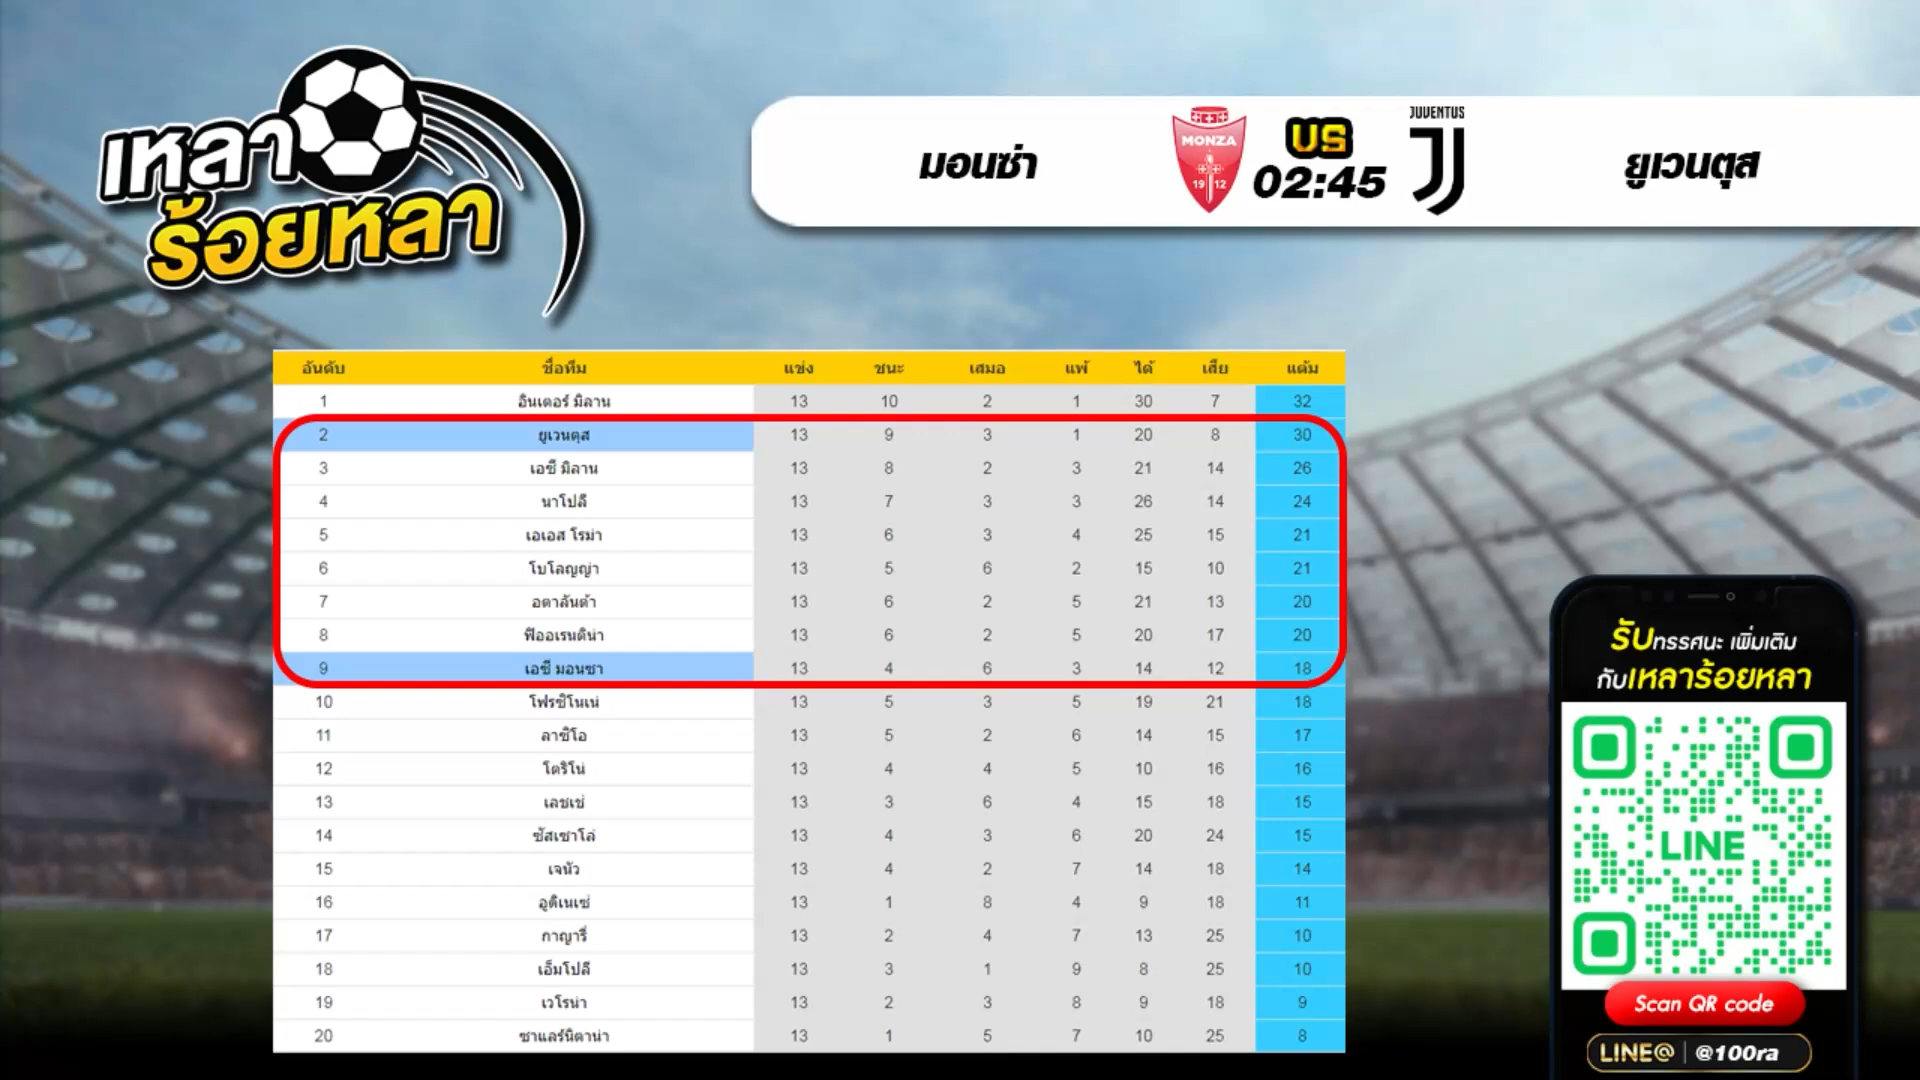 เหลา
ร้อยหลา
มอนซ่า
MONZA
19 12
US
02:45
JUVENTUS
ยูเวนตุส
อันดับ ชื่อทีม แข่ง ชนะ เสมอ แพ้ ได้ เสีย แต้ม
1 อินเตอร์ มิลาน 13 10 2 1 30 7 32
2 ยูเวนตุส 13 9 3 1 20 8 30
3 เอซี มิลาน 13 8 2 3 21 14 26
4 นาโปลี 13 7 3 3 26 14 24
5 เอเอส โรม่า 13 6 3 4 25 15 21
6 โบโลญญ่า 13 5 6 2 15 10 21
7 อตาลันต้า 13 6 2 5 21 13 20
8 ฟิออเรนติน่า 13 6 2 5 20 17 20
9 เอซี มอนซา 13 4 6 3 14 12 18
10 โฟรซิโนเน่ 13 5 3 5 19 21 18
11 ลาซิโอ 13 5 2 6 14 15 17
12 โตริโน่ 13 4 4 5 10 16 16
13 เลชเช่ 13 3 6 4 15 18 15
14 ซัสเซาโล่ 13 4 3 6 20 24 15
15 เจนัว 13 4 2 7 14 18 14
16 อูดิเนเซ่ 13 1 8 4 9 18 11
17 กาญารี่ 13 2 4 7 13 25 10
18 เอ็มโปลี 13 3 1 9 8 25 10
19 เวโรน่า 13 2 3 8 9 18 9
20 ซาแลร์นิตาน่า 13 1 5 7 10 25 8
รับทรรศนะ เพิ่มเติม
กับเหลาร้อยหลา
LINE
Scan QR code
LINE@ | @100ra